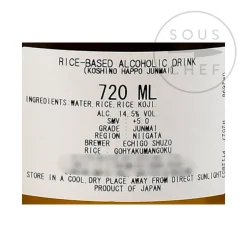 SOUS
CHEF
RICE-BASED ALCOHOLIC DRINK
(KOSHINO HAPPO JUNMAI)
720 ML
INGREDIENTS:WATER, RICE, RICE KOJI
ALC 14.5% VOL
SMV +5.0
GRADE JUNMAI
REGION NIIGATA
BREWER ECHIGO SHUZO
RICE GOHYAKUMANGOKU
STORE IN A COOL, DRY PLACE AWAY FROM DIRECT SUNLIGHT
PRODUCT OF JAPAN